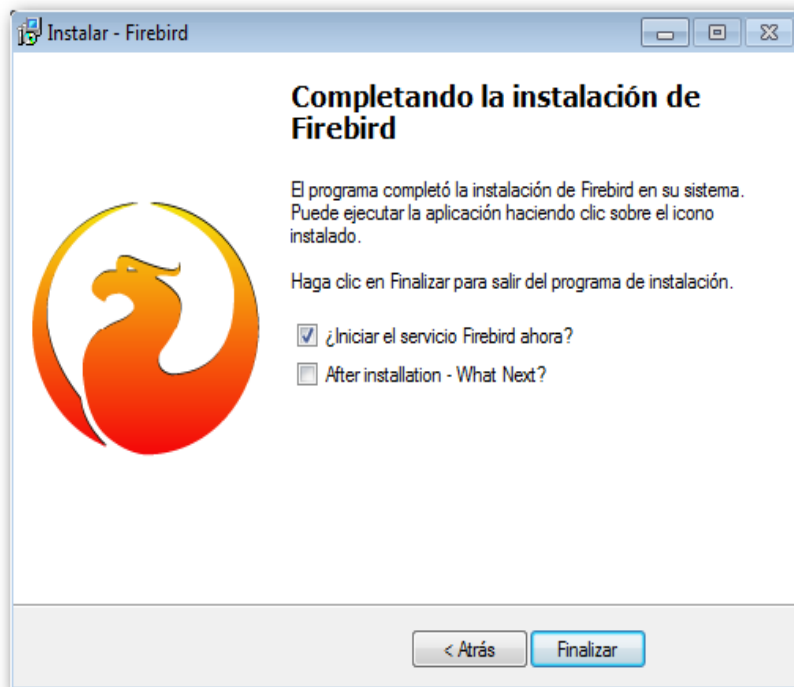 Instalar - Firebird
Completando la instalación de
Firebird
El programa completó la instalación de Firebird en su sistema.
Puede ejecutar la aplicación haciendo clic sobre el icono
instalado.
Haga clic en Finalizar para salir del programa de instalación.
¿Iniciar el servicio Firebird ahora?
After installation - What Next?
< Atrás
Finalizar